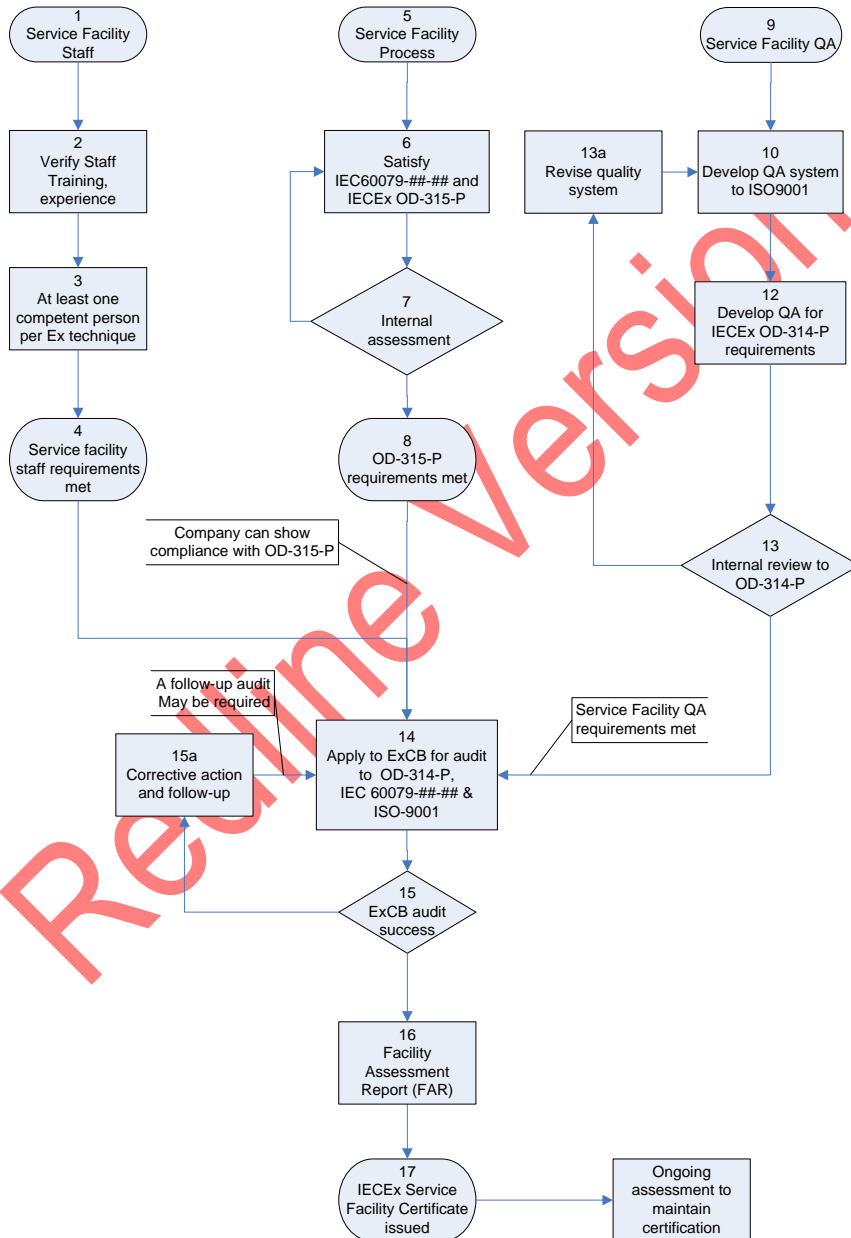 1
Service Facility
Staff
2
Verify Staff
Training,
experience
3
At least one
competent person
per Ex technique
4
Service facility
staff requirements
met
5
Service Facility
Process
6
Satisfy
IEC60079-##-## and
IECEx OD-315-P
7
Internal
assessment
8
OD-315-P
requirements met
Company can show
compliance with OD-315-P
9
Service Facility QA
13a
Revise quality
system
10
Develop QA system
to ISO9001
12
Develop QA for
IECEx OD-314-P
requirements
13
Internal review to
OD-314-P
Service Facility QA
requirements met
A follow-up audit
May be required
15a
Corrective action
and follow-up
14
Apply to ExCB for audit
to OD-314-P,
IEC 60079-##-## &
ISO-9001
15
ExCB audit
success
16
Facility
Assessment
Report (FAR)
17
IECEx Service
Facility Certificate
issued
Ongoing
assessment to
maintain
certification
Redline Version